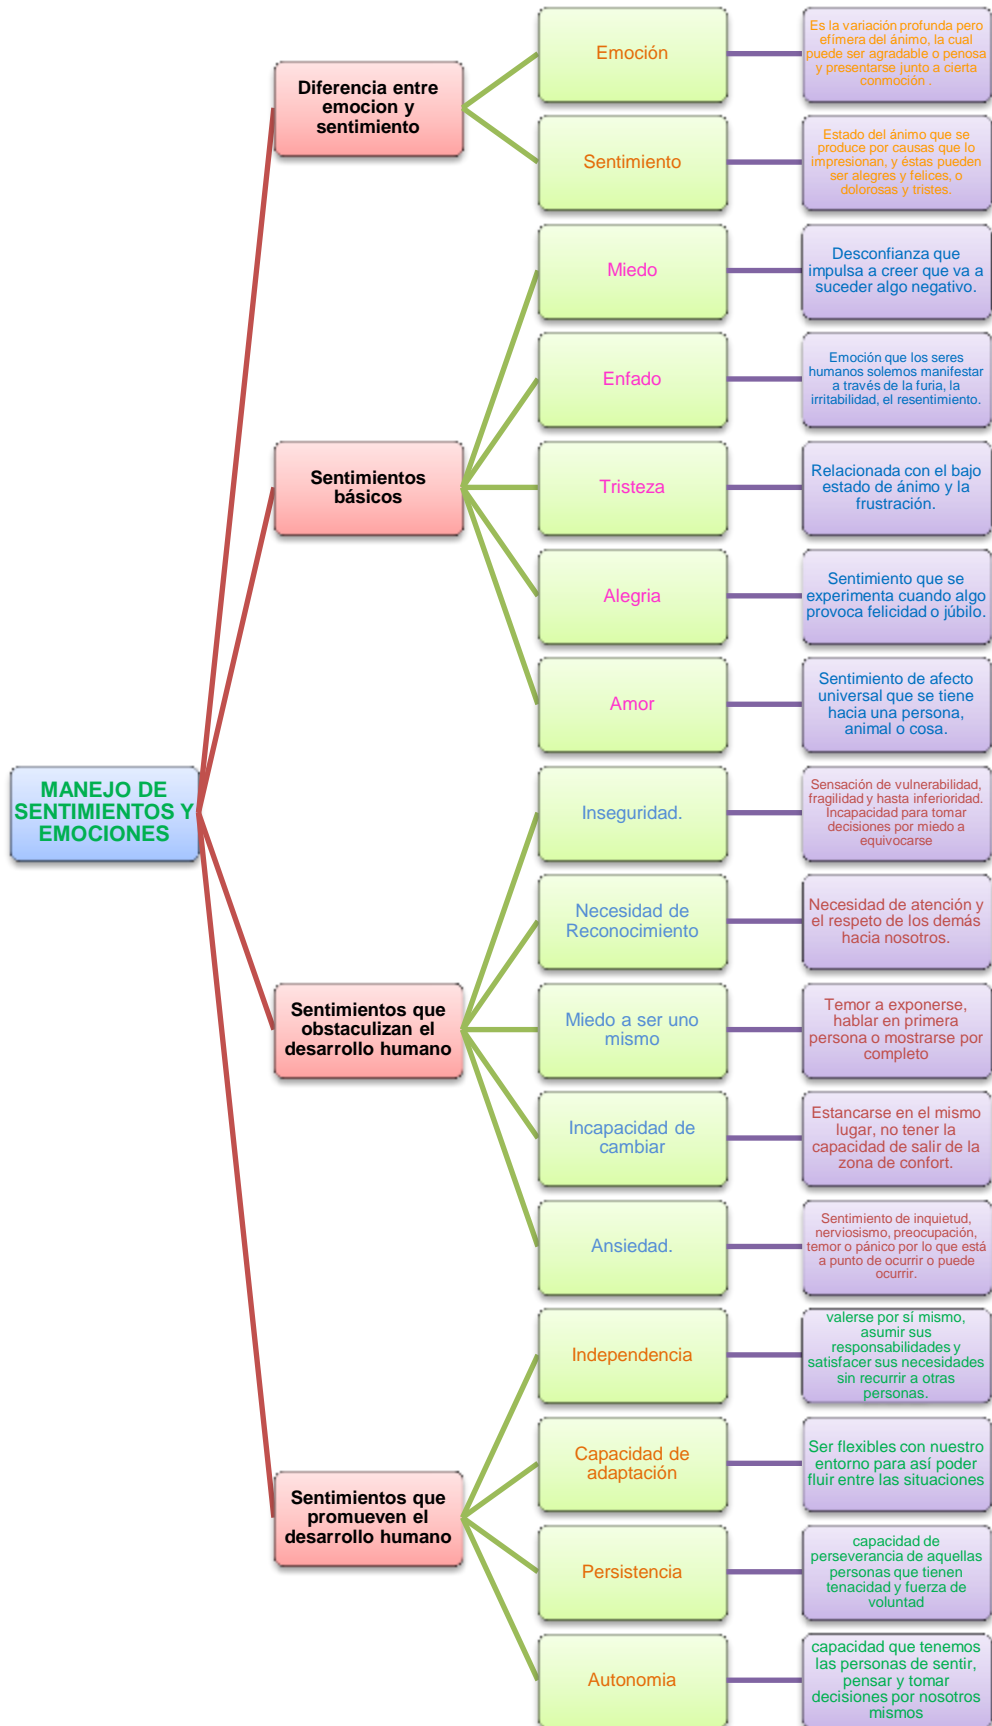 MANEJO DE
SENTIMIENTOS Y
EMOCIONES
Diferencia entre
emocion y
sentimiento
Emoción
Es la variación profunda pero
efímera del ánimo, la cual
puede ser agradable o penosa
y presentarse junto a cierta
conmoción .
Sentimiento
Estado del ánimo que se
produce por causas que lo
impresionan, y éstas pueden
ser alegres y felices, o
dolorosas y tristes.
Sentimientos
básicos
Miedo
Desconfianza que
impulsa a creer que va a
suceder algo negativo.
Enfado
Emoción que los seres
humanos solemos manifestar
a través de la furia, la
irritabilidad, el resentimiento.
Tristeza
Relacionada con el bajo
estado de ánimo y la
frustración.
Alegria
Sentimiento que se
experimenta cuando algo
provoca felicidad o júbilo.
Amor
Sentimiento de afecto
universal que se tiene
hacia una persona,
animal o cosa.
Sentimientos que
obstaculizan el
desarrollo humano
Inseguridad.
Sensación de vulnerabilidad,
fragilidad y hasta inferioridad.
Incapacidad para tomar
decisiones por miedo a
equivocarse
Necesidad de
Reconocimiento
Necesidad de atención y
el respeto de los demás
hacia nosotros.
Miedo a ser uno
mismo
Temor a exponerse,
hablar en primera
persona o mostrarse por
completo
Incapacidad de
cambiar
Estancarse en el mismo
lugar, no tener la
capacidad de salir de la
zona de confort.
Ansiedad.
Sentimiento de inquietud,
nerviosismo, preocupación,
temor o pánico por lo que está
a punto de ocurrir o puede
ocurrir.
Sentimientos que
promueven el
desarrollo humano
Independencia
valerse por sí mismo,
asumir sus
responsabilidades y
satisfacer sus necesidades
sin recurrir a otras
personas.
Capacidad de
adaptación
Ser flexibles con nuestro
entorno para así poder
fluir entre las situaciones
Persistencia
capacidad de
perseverancia de aquellas
personas que tienen
tenacidad y fuerza de
voluntad
Autonomia
capacidad que tenemos
las personas de sentir,
pensar y tomar
decisiones por nosotros
mismos